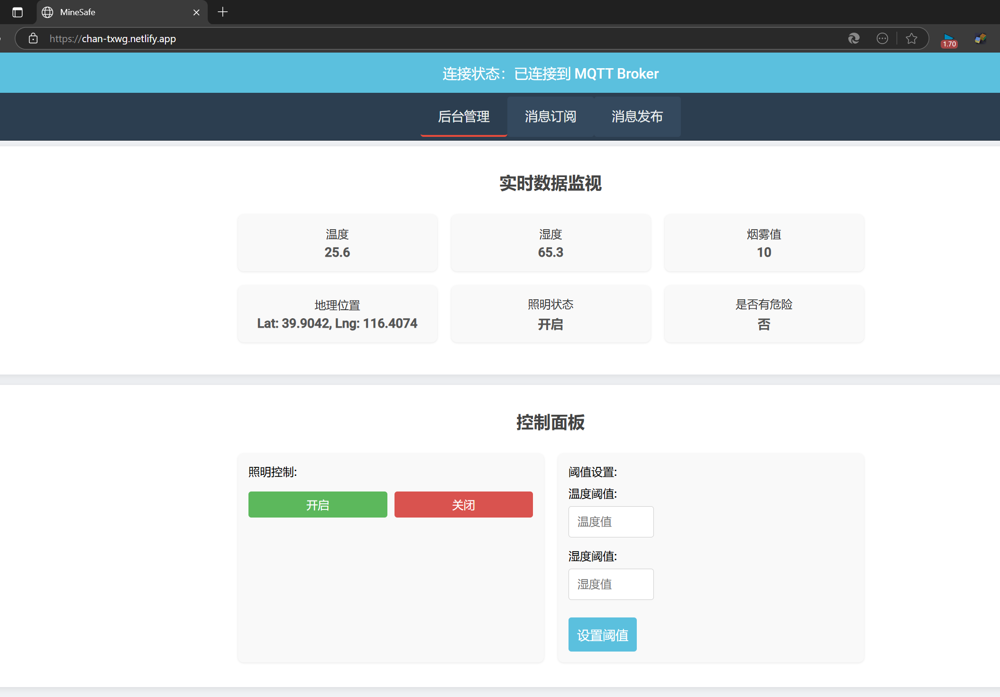 MineSafe
https://chan-txwg.netlify.app
1.70
连接状态：已连接到 MQTT Broker
后台管理 消息订阅 消息发布
实时数据监视
温度 湿度 烟雾值
25.6 65.3 10
地理位置 照明状态 是否有危险
Lat: 39.9042, Lng: 116.4074 开启 否
控制面板
照明控制:
开启 关闭
阈值设置:
温度阈值:
温度值
湿度阈值:
湿度值
设置阈值